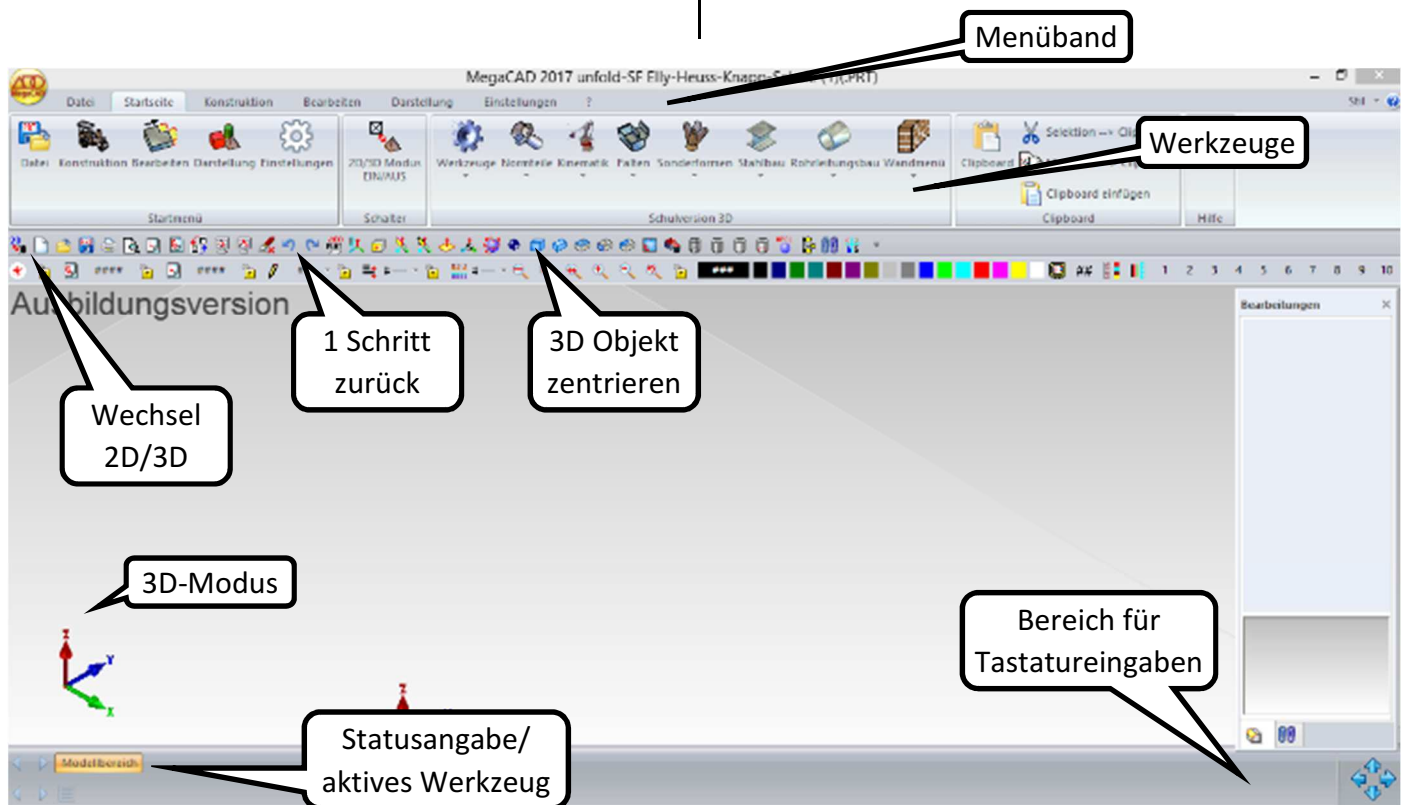 Menüband
MegaCAD 2017 unfold-SF Elly-Heuss-Knapp-
(1)(.PRT)
Datei Startseite Konstruktion Bearbeiten Darstellung Einstellungen ?
Stil
Werkzeuge
Datei Konstruktion Bearbeiten Darstellung Einstellungen
2D/3D Modus
EIN/AUS
Werkzeuge Normteile Kinematik Falten Sonderformen Stahlbau Rohrleitungsbau Wandmenü
Clipboard
Selektion --> Cli
Clipboard einfügen
Startmenü Schalter Schulversion 3D Clipboard Hilfe
#### #### ###
1 2 3 4 5 6 7 8 9 10
Ausbildungsversion
Bearbeitungen
1 Schritt
zurück
3D Objekt
zentrieren
Wechsel
2D/3D
3D-Modus
Z
Y
X
Z
Bereich für
Tastatureingaben
Statusangabe/
aktives Werkzeug
Modellbereich